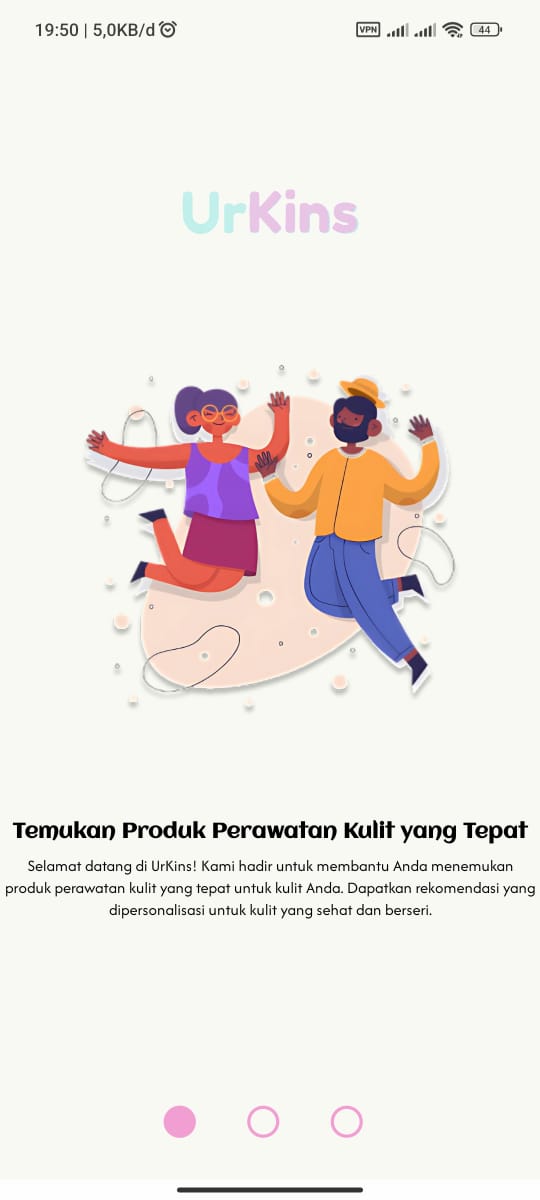 19:50 | 5,0KB/d
VPN
44
UrKins
Temukan Produk Perawatan Kulit yang Tepat
Selamat datang di UrKins! Kami hadir untuk membantu Anda menemukan
produk perawatan kulit yang tepat untuk kulit Anda. Dapatkan rekomendasi yang
dipersonalisasi untuk kulit yang sehat dan berseri.